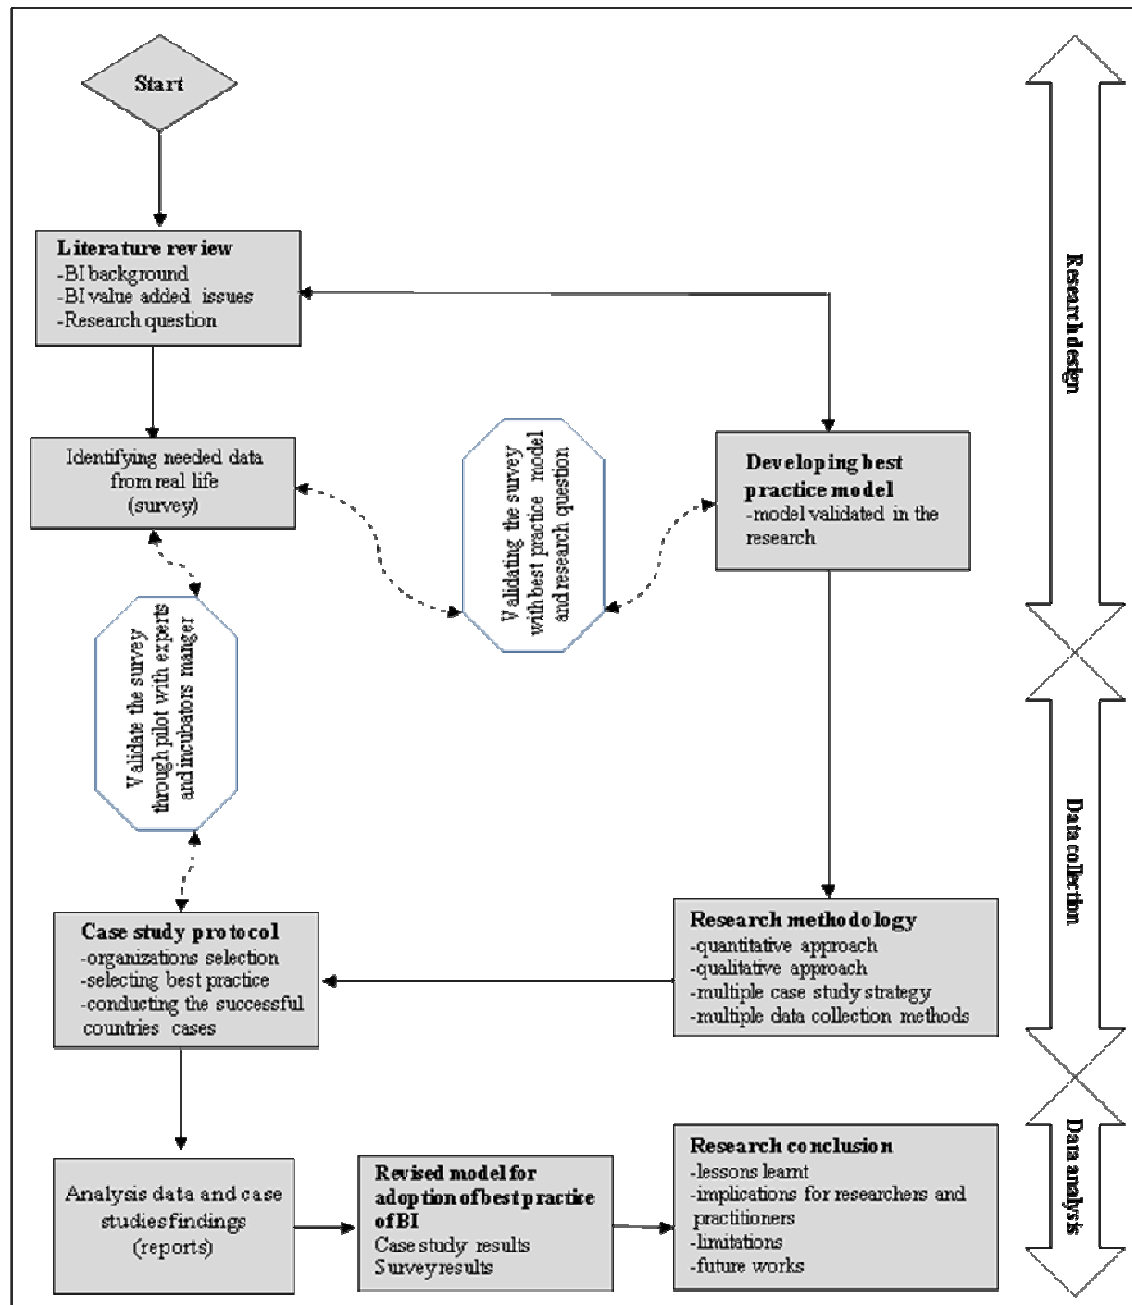 Start
Literature review
-BI background
-BI value added issues
-Research question
Identifying needed data
from real life
(survey)
Validating the survey
with best practice model
and research question
Developing best
practice model
-model validated in the
research
Validate the survey
through pilot with experts
and incubators manger
Case study protocol
-organizations selection
-selecting best practice
-conducting the successful
countries cases
Research methodology
-quantitative approach
-qualitative approach
-multiple case study strategy
-multiple data collection methods
Analysis data and case
studies findings
(reports)
Revised model for
adoption of best practice
of BI
Case study results
Survey results
Research conclusion
-lessons learnt
-implications for researchers and
practitioners
-limitations
-future works
Research design
Data collection
Data analysis